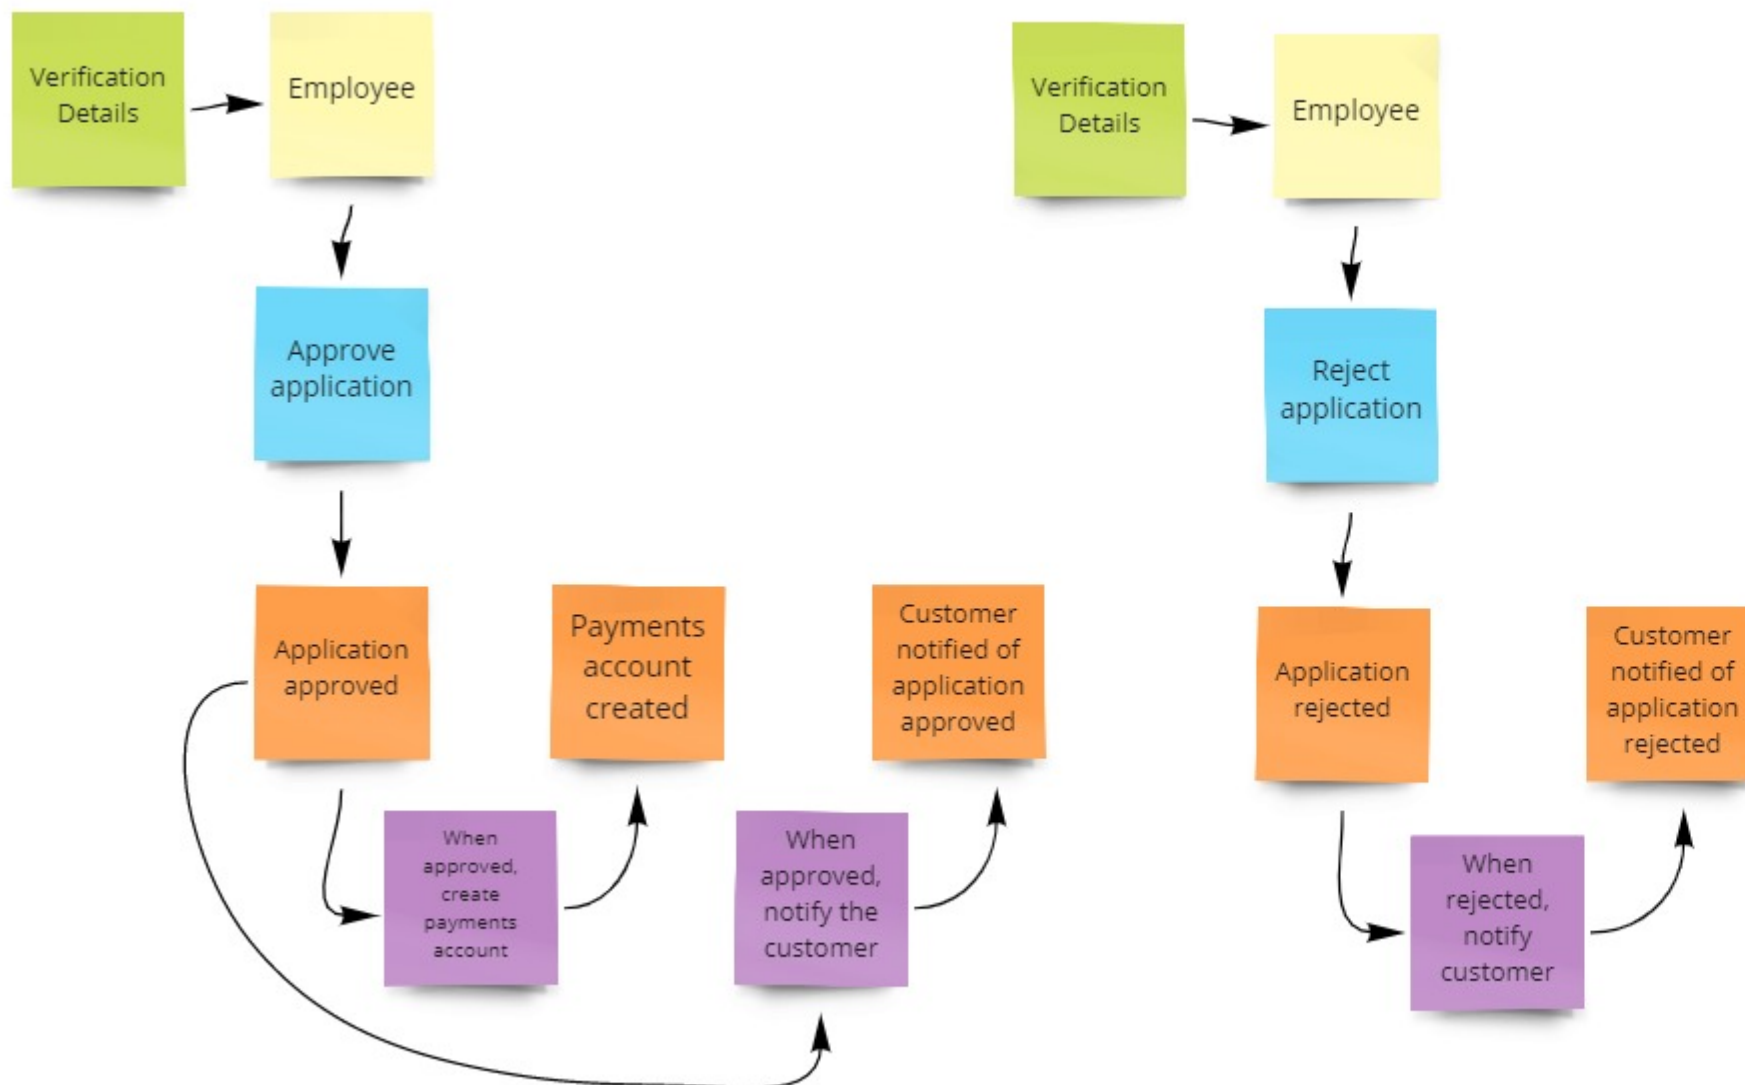 Verification
Details
Employee
Approve
application
Application
approved
Payments
account
created
Customer
notified of
application
approved
When
approved,
create
payments
account
When
approved,
notify the
customer
Verification
Details
Employee
Reject
application
Application
rejected
Customer
notified of
application
rejected
When
rejected,
notify
customer